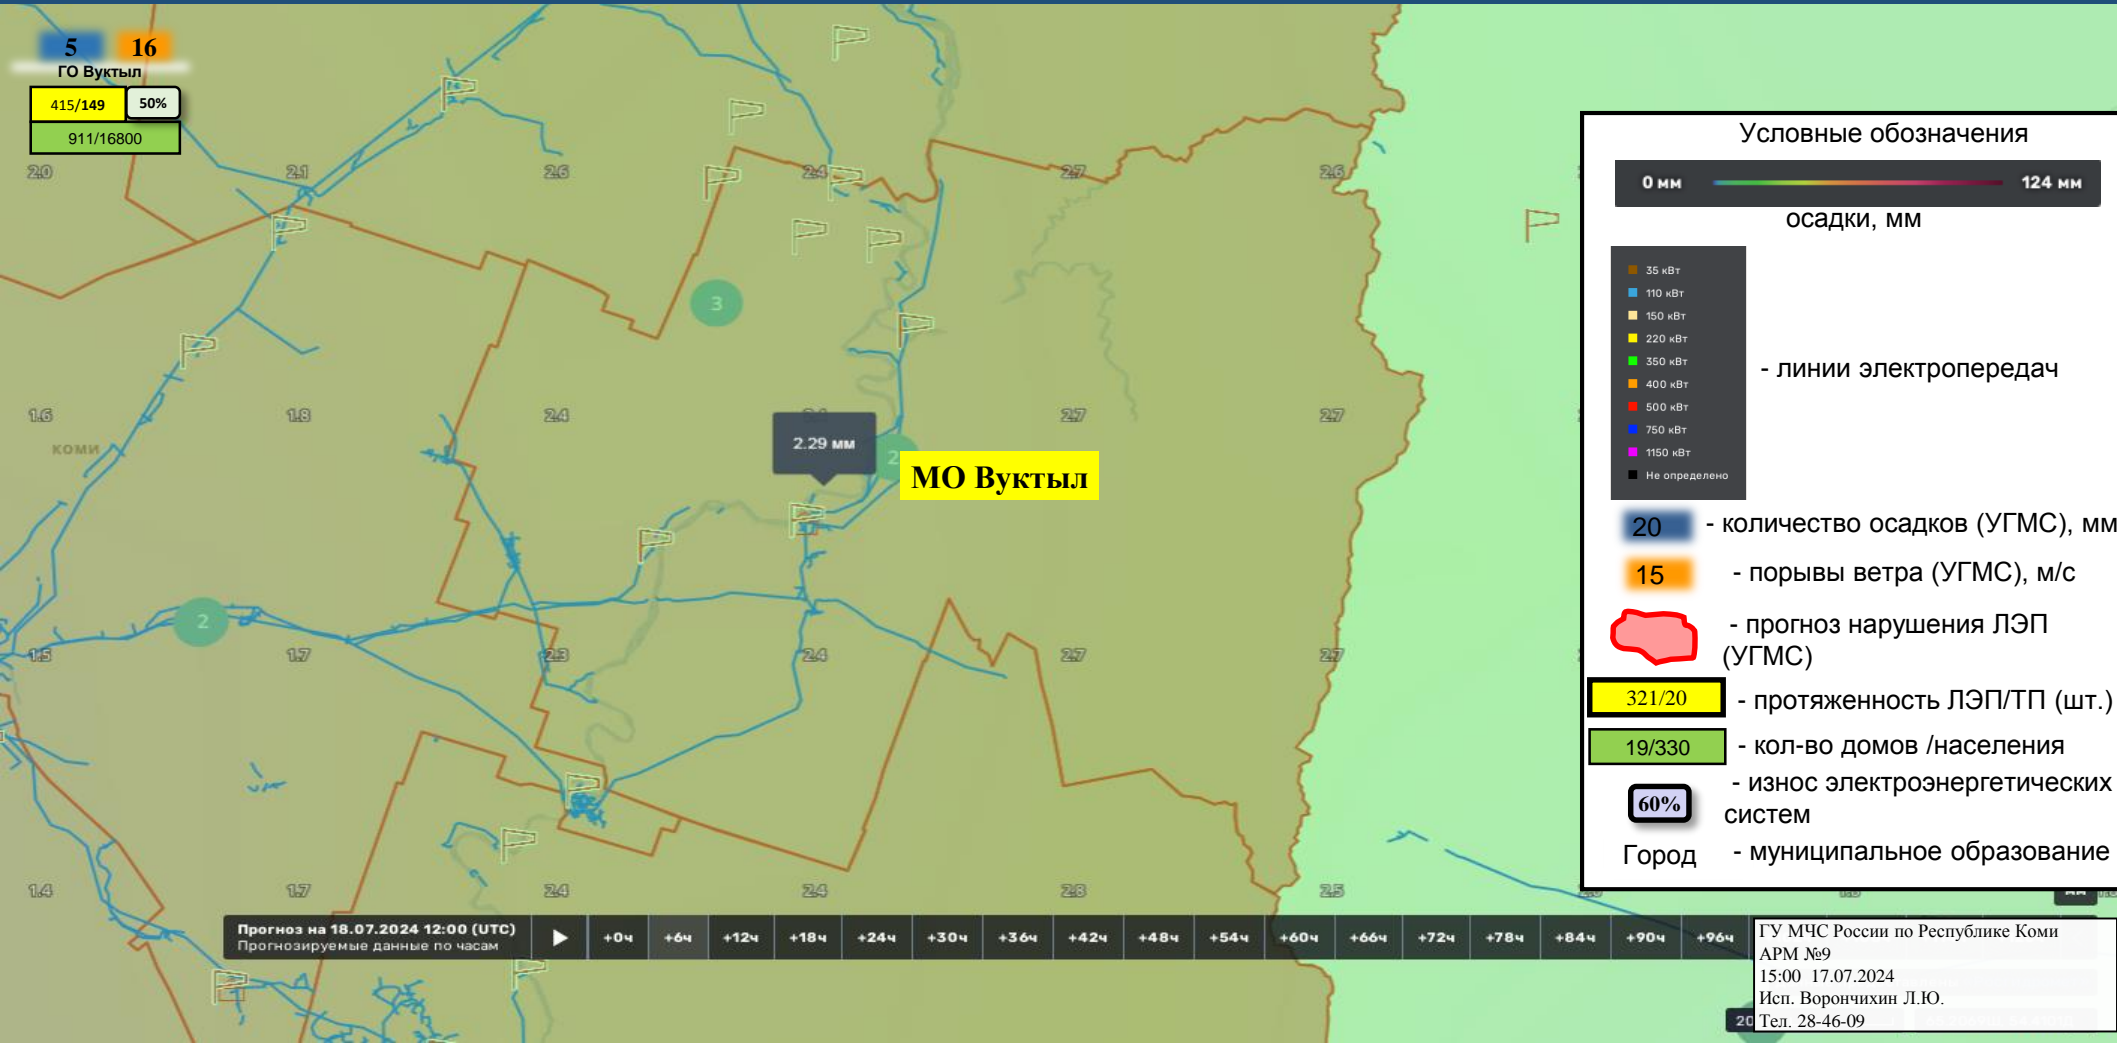 5 16
ГО Вуктыл
415/149 50%
911/16800
2.0 2.1 2.6 2.4 2.7 2.6
3
1.6 1.8 2.4 2.7 2.7
КОМИ
2.29 мм
2
МО Вуктыл
2
1.5 1.7 2.3 2.4 2.7 2.7
1.4 1.7 2.4 2.4 2.8 2.5
Прогноз на 18.07.2024 12:00 (UTC)
Прогнозируемые данные по часам
+0ч +6ч +12ч +18ч +24ч +30ч +36ч +42ч +48ч +54ч +60ч +66ч +72ч +78ч +84ч +90ч +96ч
Условные обозначения
0 мм 124 мм
осадки, мм
35 кВт
110 кВт
150 кВт
220 кВт
350 кВт
400 кВт
500 кВт
750 кВт
1150 кВт
Не определено
- линии электропередач
20 - количество осадков (УГМС), мм
15 - порывы ветра (УГМС), м/с
- прогноз нарушения ЛЭП
(УГМС)
321/20 - протяженность ЛЭП/ТП (шт.)
19/330 - кол-во домов /населения
- износ электроэнергетических
60%
систем
Город - муниципальное образование
ГУ МЧС России по Республике Коми
АРМ №9
15:00 17.07.2024
Исп. Ворончихин Л.Ю.
Тел. 28-46-09
20